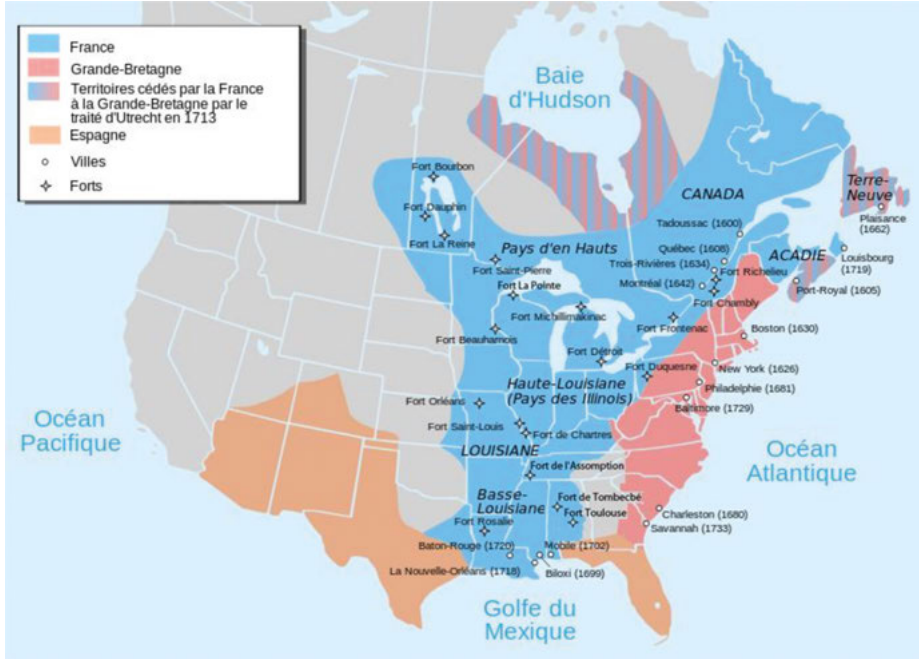 France
Grande-Bretagne
Territoires cédés par la France
à la Grande-Bretagne par le
traité d'Utrecht en 1713
Espagne
Villes
Forts
Baie
d'Hudson
Fort Bourbon
Fort Dauphin
Fort La Reine
CANADA
Terre-
Neuve
Plaisance
(1662)
Tadoussac (1600)
Pays d'en Hauts
Québec (1608)
ACADIE
Louisbourg
(1719)
Trois-Rivières (1634)
Fort Richelieu
Fort Saint-Pierre
Montréal (1642)
Port-Royal (1605)
Fort La Pointe
Fort Chambly
Fort Michillimakinac
Fort Frontenac
Boston (1630)
Fort Beauharnois
Fort Détroit
Fort Duquesne
New York (1626)
Haute-Louisiane
(Pays des Illinois)
Philadelphie (1681)
Fort Orléans
Baltimore (1729)
Océan
Pacifique
Fort Saint-Louis
Fort de Chartres
LOUISIANE
Océan
Atlantique
Fort de l'Assomption
Basse-
Louisiane
Fort de Tombecbé
Fort Toulouse
Charleston (1680)
Fort Rosalie
Savannah (1733)
Baton-Rouge (1720)
Mobile (1702)
La Nouvelle-Orléans (1718)
Biloxi (1699)
Golfe du
Mexique